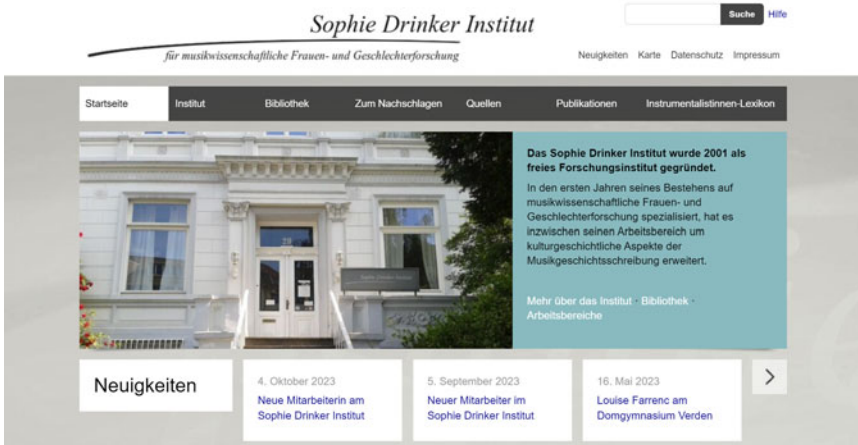 Sophie Drinker Institut
für musikwissenschaftliche Frauen- und Geschlechterforschung
Suche
Hilfe
Neuigkeiten Karte Datenschutz Impressum
Startseite Institut Bibliothek Zum Nachschlagen Quellen Publikationen Instrumentalistinnen-Lexikon
Sophie Drinker Institut
Das Sophie Drinker Institut wurde 2001 als
freies Forschungsinstitut gegründet.
In den ersten Jahren seines Bestehens auf
musikwissenschaftliche Frauen- und
Geschlechterforschung spezialisiert, hat es
inzwischen seinen Arbeitsbereich um
kulturgeschichtliche Aspekte der
Musikgeschichtsschreibung erweitert.
Mehr über das Institut · Bibliothek ·
Arbeitsbereiche
Neuigkeiten
4. Oktober 2023
Neue Mitarbeiterin am
Sophie Drinker Institut
5. September 2023
Neuer Mitarbeiter im
Sophie Drinker Institut
16. Mai 2023
Louise Farrenc am
Domgymnasium Verden